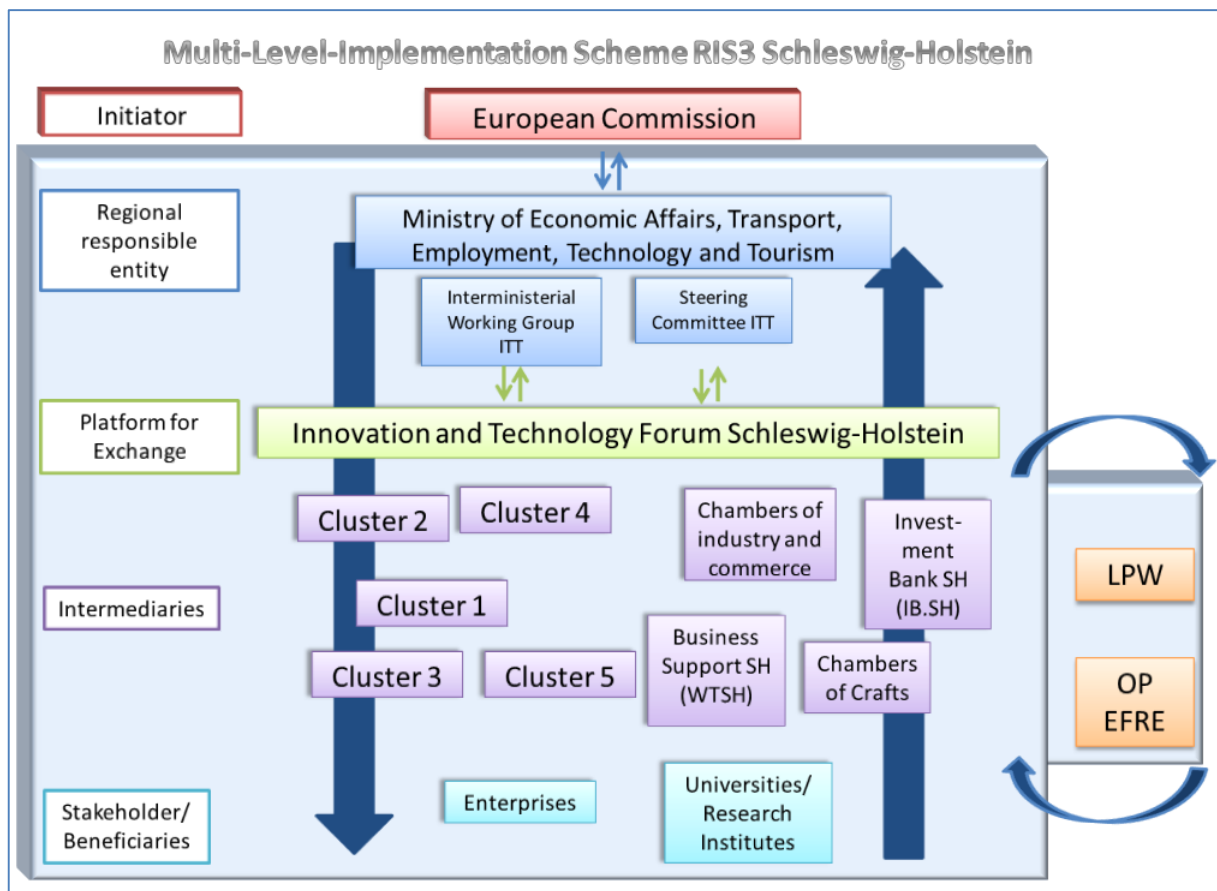 Multi-Level-Implementation Scheme RIS3 Schleswig-Holstein
Initiator
European Commission
Regional
responsible
entity
Ministry of Economic Affairs, Transport,
Employment, Technology and Tourism
Interministerial
Working Group
ITT
Steering
Committee ITT
Platform for
Exchange
Innovation and Technology Forum Schleswig-Holstein
Intermediaries
Cluster 2
Cluster 4
Cluster 1
Cluster 3
Cluster 5
Chambers of
industry and
commerce
Invest-
ment
Bank SH
(IB.SH)
Business
Support SH
(WTSH)
Chambers
of Crafts
LPW
OP
EFRE
Stakeholder/
Beneficiaries
Enterprises
Universities/
Research
Institutes